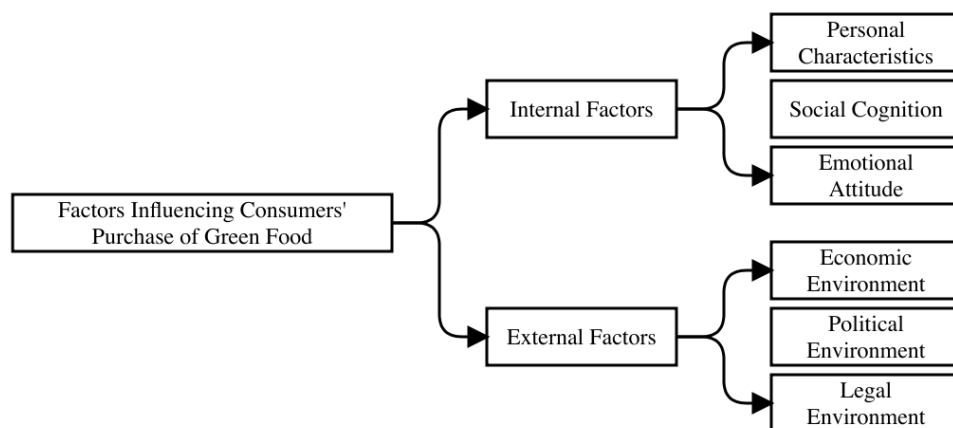 Personal
Characteristics
Internal Factors
Social Cognition
Emotional
Attitude
Factors Influencing Consumers'
Purchase of Green Food
Economic
Environment
External Factors
Political
Environment
Legal
Environment